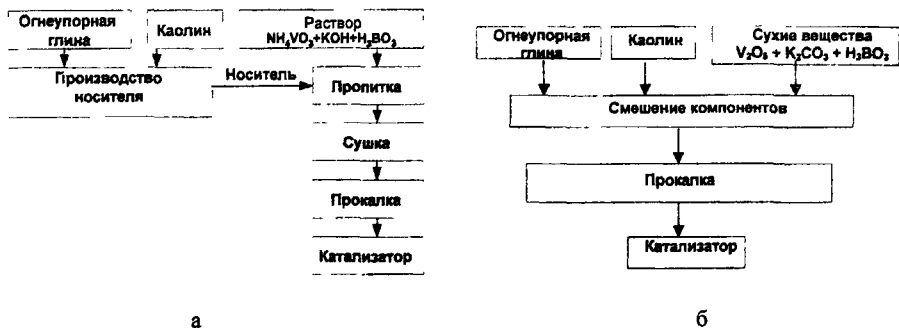 Огнеупорная
глина
Каолин
Раствор
NH₄VO₃+KOH+H₃BO₃
Производство
носителя
Носитель
Пропитка
Сушка
Прокалка
Катализатор
а
Огнеупорная
глина
Каолин
Сухие вещества
V₂O₅ + K₂CO₃ + H₃BO₃
Смешение компонентов
Прокалка
Катализатор
б